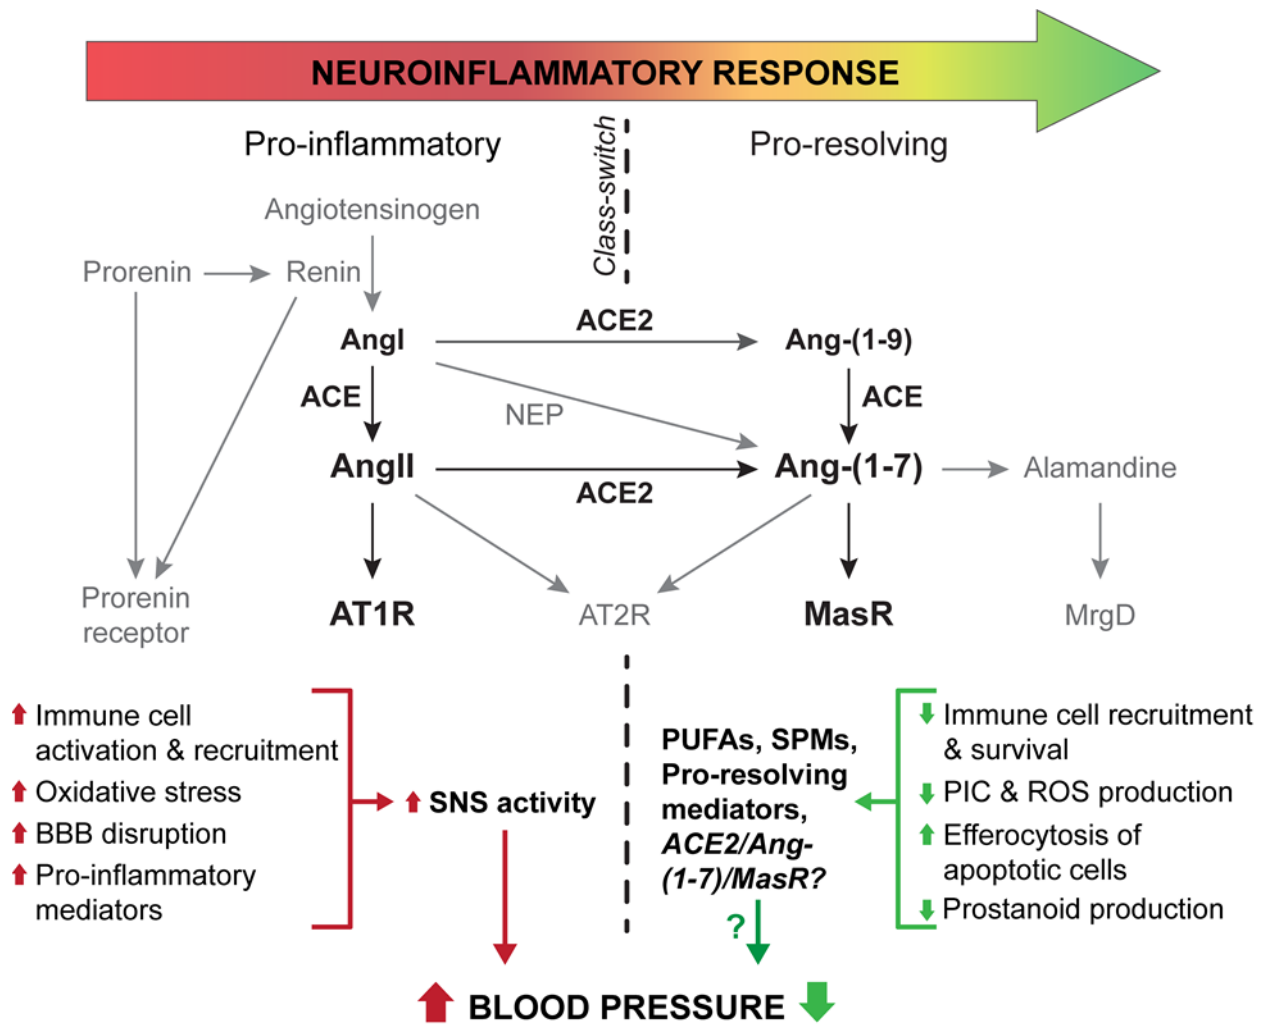 NEUROINFLAMMATORY RESPONSE
Pro-inflammatory
Class-switch
Pro-resolving
Angiotensinogen
Prorenin
Renin
AngI
ACE2
Ang-(1-9)
ACE
NEP
ACE
AngII
ACE2
Ang-(1-7)
Alamandine
Prorenin
receptor
AT1R
AT2R
MasR
MrgD
Immune cell
activation & recruitment
Oxidative stress
BBB disruption
Pro-inflammatory
mediators
SNS activity
PUFAs, SPMs,
Pro-resolving
mediators,
ACE2/Ang-
(1-7)/MasR?
?
Immune cell recruitment
& survival
PIC & ROS production
Efferocytosis of
apoptotic cells
Prostanoid production
BLOOD PRESSURE